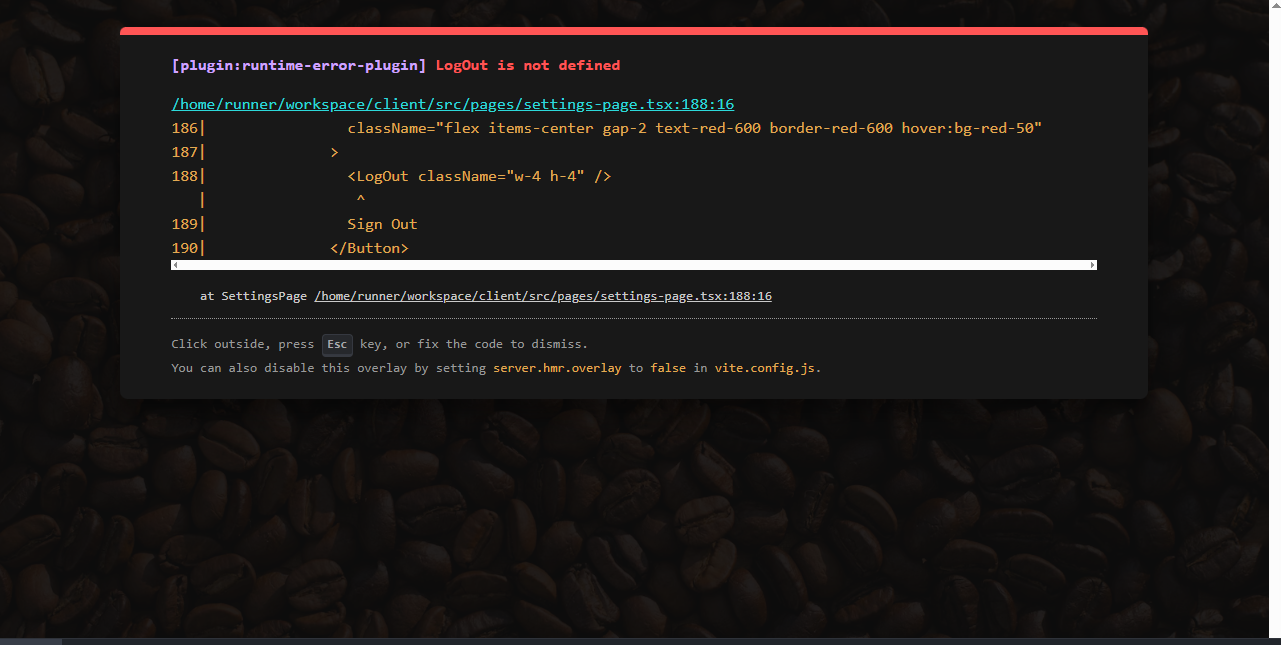 [plugin:runtime-error-plugin] LogOut is not defined
/home/runner/workspace/client/src/pages/settings-page.tsx:188:16
186|                className="flex items-center gap-2 text-red-600 border-red-600 hover:bg-red-50"
187|              >
188|                <LogOut className="w-4 h-4" />
   |                 ^
189|                Sign Out
190|              </Button>
at SettingsPage /home/runner/workspace/client/src/pages/settings-page.tsx:188:16
Click outside, press Esc key, or fix the code to dismiss.
You can also disable this overlay by setting server.hmr.overlay to false in vite.config.js.